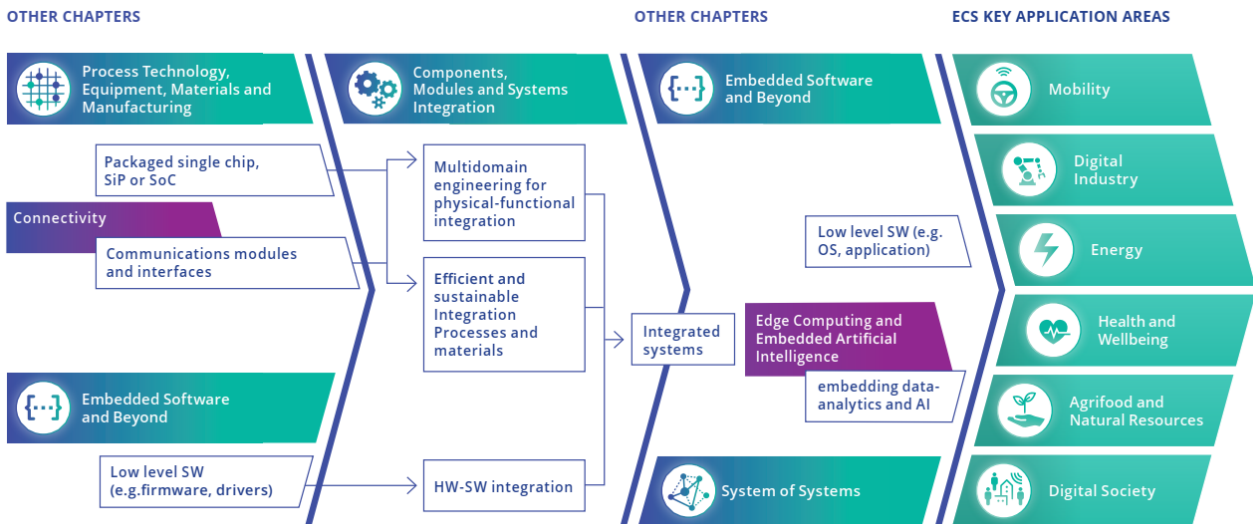 OTHER CHAPTERS
Process Technology,
Equipment, Materials and
Manufacturing
Packaged single chip,
SiP or SoC
Connectivity
Communications modules
and interfaces
Embedded Software
and Beyond
Low level SW
(e.g.firmware, drivers)
Components,
Modules and Systems
Integration
Multidomain
engineering for
physical-functional
integration
Efficient and
sustainable
Integration
Processes and
materials
HW-SW integration
OTHER CHAPTERS
Embedded Software
and Beyond
Low level SW (e.g.
OS, application)
Integrated
systems
Edge Computing and
Embedded Artificial
Intelligence
embedding data-
analytics and AI
System of Systems
ECS KEY APPLICATION AREAS
Mobility
Digital
Industry
Energy
Health and
Wellbeing
Agrifood and
Natural Resources
Digital Society